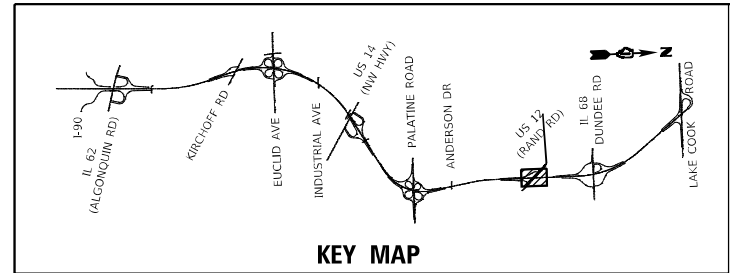 I-90
IL 62
(ALGONQUIN RD)
KIRCHOFF RD
EUCLID AVE
INDUSTRIAL AVE
US 14
(NW HWY)
PALATINE ROAD
ANDERSON DR
US 12
(RAND RD)
IL 68
DUNDEE RD
LAKE COOK ROAD
N
KEY MAP